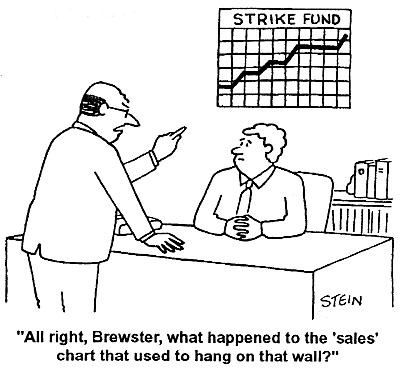 STRIKE FUND
STEIN
"All right, Brewster, what happened to the 'sales'
chart that used to hang on that wall?"